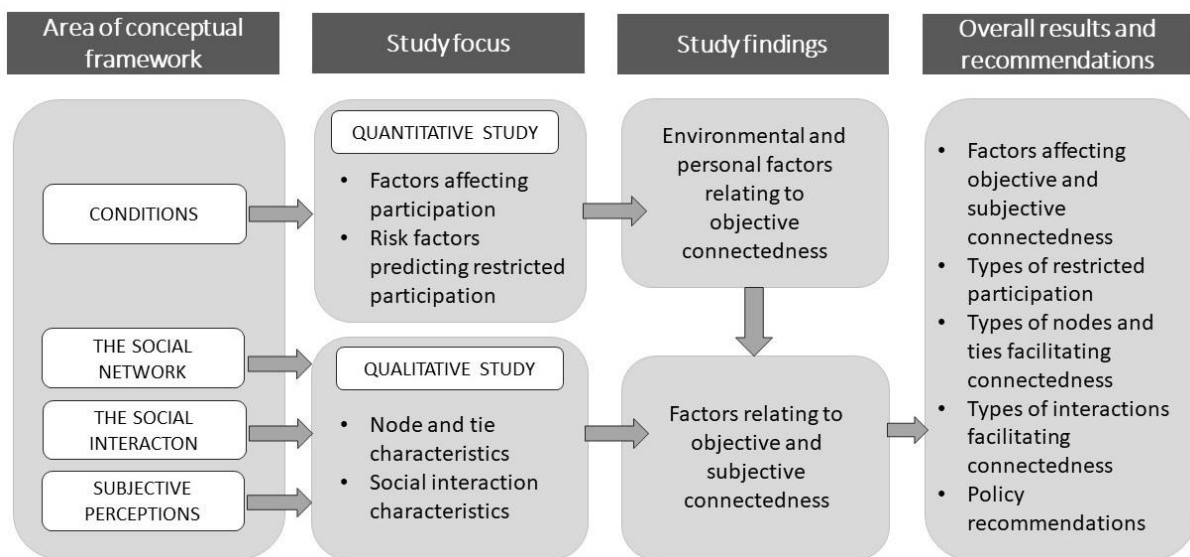 Area of conceptual
framework
Study focus
Study findings
Overall results and
recommendations
CONDITIONS
THE SOCIAL
NETWORK
THE SOCIAL
INTERACTON
SUBJECTIVE
PERCEPTIONS
QUANTITATIVE STUDY
• Factors affecting
participation
• Risk factors
predicting restricted
participation
QUALITATIVE STUDY
• Node and tie
characteristics
• Social interaction
characteristics
Environmental and
personal factors
relating to
objective
connectedness
Factors relating to
objective and
subjective
connectedness
• Factors affecting
objective and
subjective
connectedness
• Types of restricted
participation
• Types of nodes and
ties facilitating
connectedness
• Types of interactions
facilitating
connectedness
• Policy
recommendations